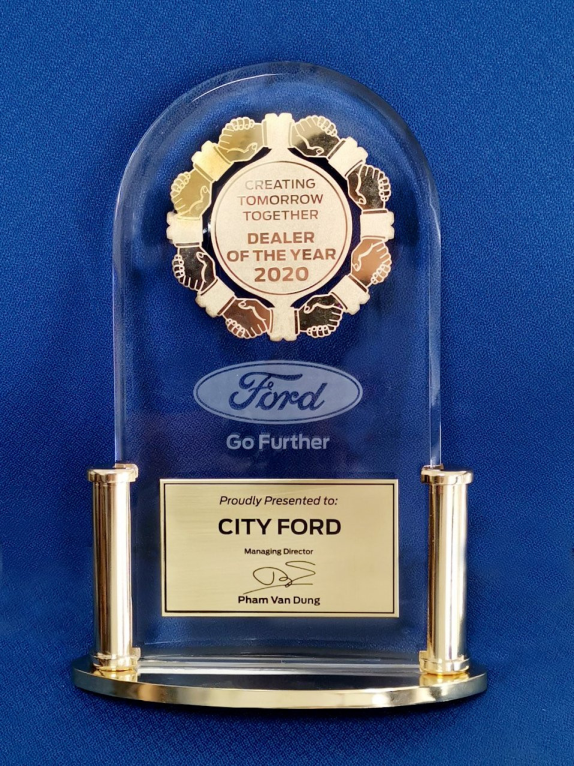 CREATING
TOMORROW
TOGETHER
DEALER
OF THE YEAR
2020
Ford
Go Further
Proudly Presented to:
CITY FORD
Managing Director
Pham Van Dung